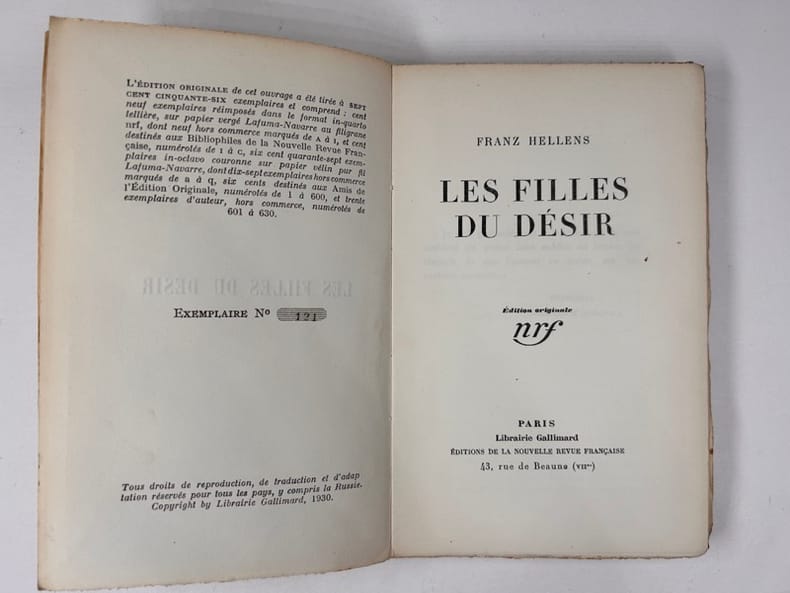 L'ÉDITION ORIGINALE de cet ouvrage a été tirée à SEPT
CENT CINQUANTE-SIX exemplaires et comprend : cent
neuf exemplaires réimposés dans le format in-quarto
tellière, sur papier vergé Lafuma-Navarre au filigrane
nrf, dont neuf hors commerce marqués de A à I, et cent
destinés aux Bibliophiles de la Nouvelle Revue Fran-
çaise, numérotés de I à C, six cent quarante-sept exem-
plaires in-octavo couronne sur papier vélin pur fil
Lafuma-Navarre, dont dix-sept exemplaires hors commerce
marqués de a à q, six cents destinés aux Amis de
l'Édition Originale, numérotés de 1 à 600, et trente
exemplaires d'auteur, hors commerce, numérotés de
601 à 630.
EXEMPLAIRE No 121
Tous droits de reproduction, de traduction et d'adap
tation réservés pour tous les pays, y compris la Russie.
Copyright by Librairie Gallimard, 1930.
FRANZ HELLENS
LES FILLES
DU DÉSIR
Édition originale
nrf
PARIS
Librairie Gallimard
ÉDITIONS DE LA NOUVELLE REVUE FRANÇAISE
43, rue de Beaune (VIIme)